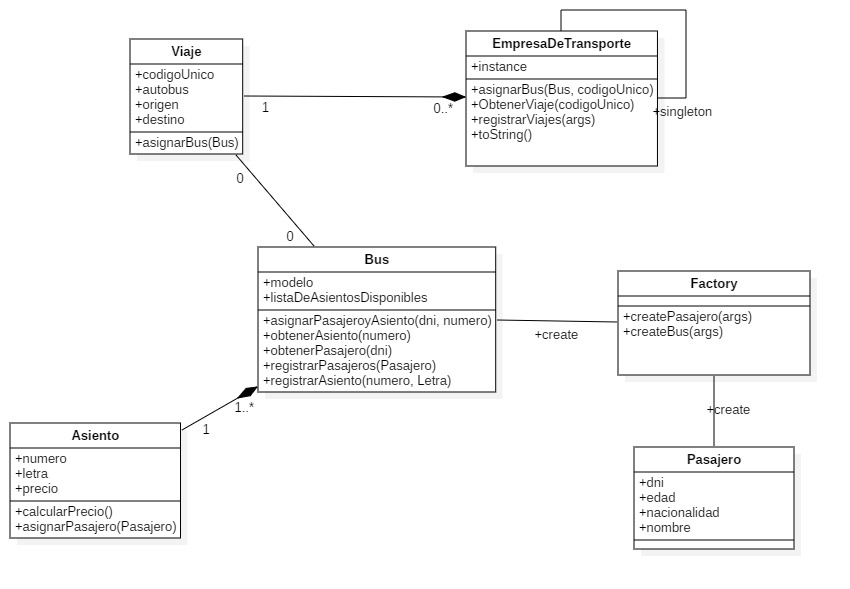 Viaje
+codigoUnico
+autobus
+origen
+destino
+asignarBus(Bus)
EmpresaDeTransporte
+instance
+asignarBus(Bus, codigoUnico)
+ObtenerViaje(codigoUnico)
+registrarViajes(args)
+toString()
+singleton
1
0..*
0
0
Bus
+modelo
+listaDeAsientosDisponibles
+asignarPasajeroyAsiento(dni, numero)
+obtenerAsiento(numero)
+obtenerPasajero(dni)
+registrarPasajeros(Pasajero)
+registrarAsiento(numero, Letra)
+create
Factory
+createPasajero(args)
+createBus(args)
+create
1..*
1
Asiento
+numero
+letra
+precio
+calcularPrecio()
+asignarPasajero(Pasajero)
Pasajero
+dni
+edad
+nacionalidad
+nombre